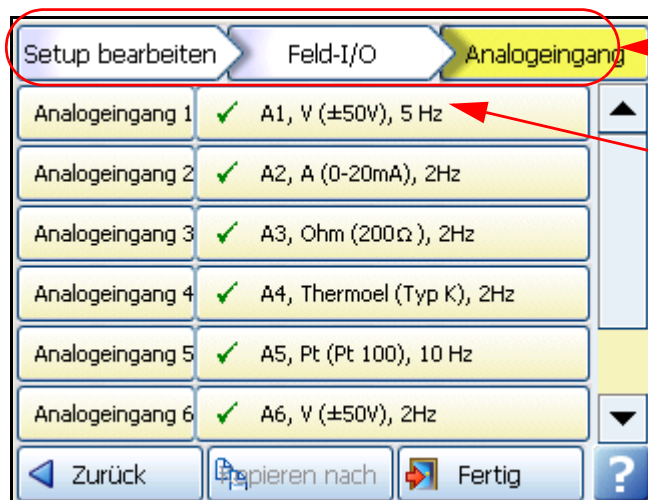 Setup bearbeiten Feld-I/O Analogeingang
Analogeingang 1 A1, V (±50V), 5 Hz
Analogeingang 2 A2, A (0-20mA), 2Hz
Analogeingang 3 A3, Ohm (200Ω), 2Hz
Analogeingang 4 A4, Thermoel (Typ K), 2Hz
Analogeingang 5 A5, Pt (Pt 100), 10 Hz
Analogeingang 6 A6, V (±50V), 2Hz
Zurück Kopieren nach Fertig ?